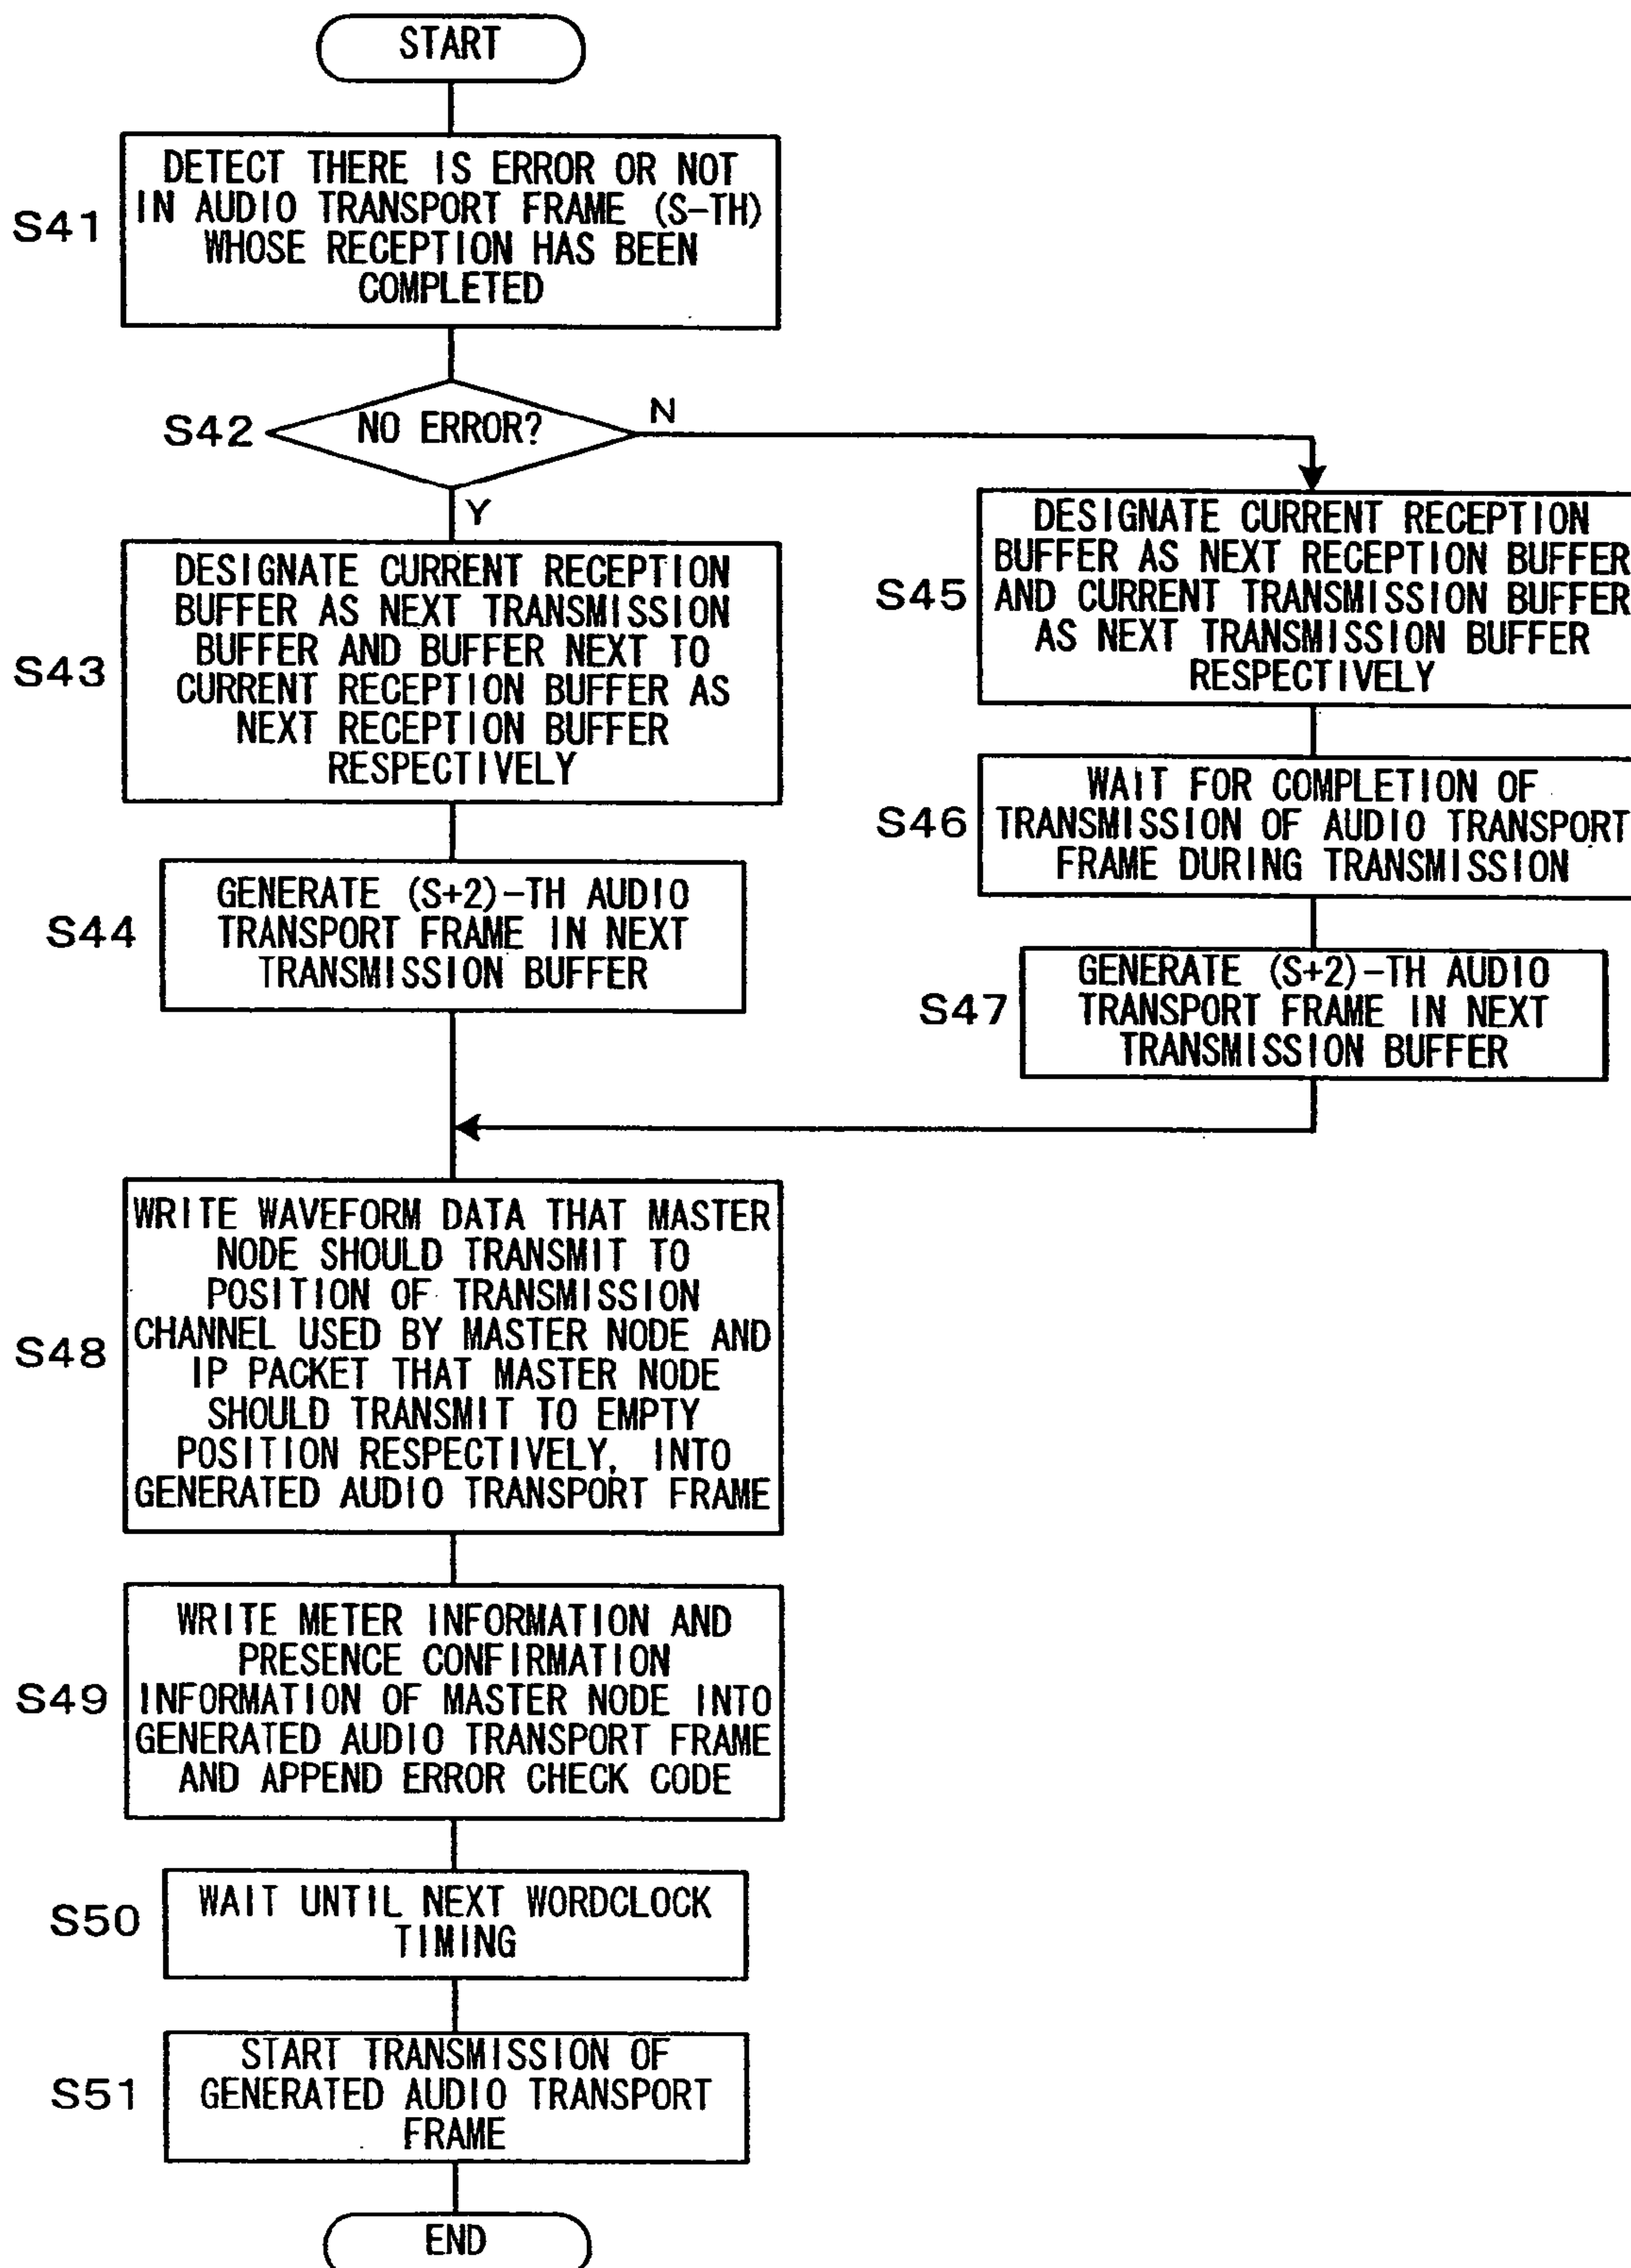 START
S41
DETECT THERE IS ERROR OR NOT
IN AUDIO TRANSPORT FRAME (S-TH)
WHOSE RECEPTION HAS BEEN
COMPLETED
S42
NO ERROR?
N
Y
S43
DESIGNATE CURRENT RECEPTION
BUFFER AS NEXT TRANSMISSION
BUFFER AND BUFFER NEXT TO
CURRENT RECEPTION BUFFER AS
NEXT RECEPTION BUFFER
RESPECTIVELY
S44
GENERATE (S+2)-TH AUDIO
TRANSPORT FRAME IN NEXT
TRANSMISSION BUFFER
S45
DESIGNATE CURRENT RECEPTION
BUFFER AS NEXT RECEPTION BUFFER
AND CURRENT TRANSMISSION BUFFER
AS NEXT TRANSMISSION BUFFER
RESPECTIVELY
S46
WAIT FOR COMPLETION OF
TRANSMISSION OF AUDIO TRANSPORT
FRAME DURING TRANSMISSION
S47
GENERATE (S+2)-TH AUDIO
TRANSPORT FRAME IN NEXT
TRANSMISSION BUFFER
S48
WRITE WAVEFORM DATA THAT MASTER
NODE SHOULD TRANSMIT TO
POSITION OF TRANSMISSION
CHANNEL USED BY MASTER NODE AND
IP PACKET THAT MASTER NODE
SHOULD TRANSMIT TO EMPTY
POSITION RESPECTIVELY, INTO
GENERATED AUDIO TRANSPORT FRAME
S49
WRITE METER INFORMATION AND
PRESENCE CONFIRMATION
INFORMATION OF MASTER NODE INTO
GENERATED AUDIO TRANSPORT FRAME
AND APPEND ERROR CHECK CODE
S50
WAIT UNTIL NEXT WORDCLOCK
TIMING
S51
START TRANSMISSION OF
GENERATED AUDIO TRANSPORT
FRAME
END